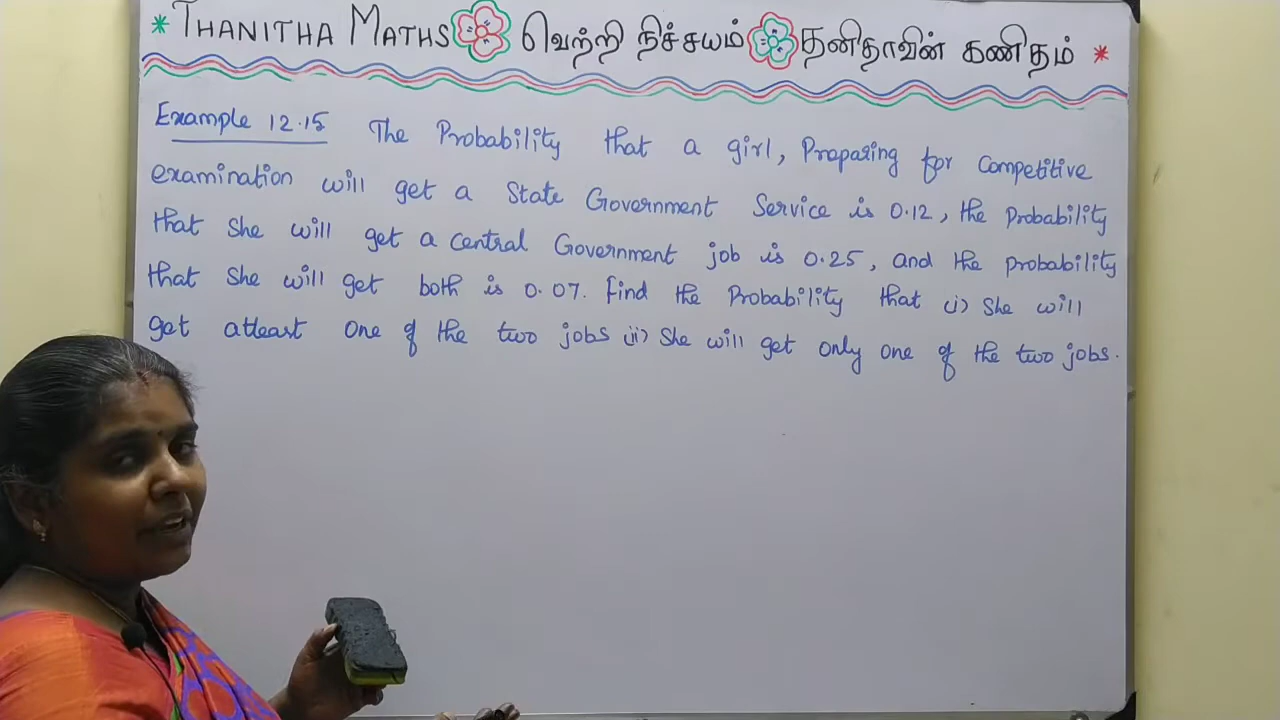 * THANITHA MATHS வெற்றி நிச்சயம் தனிதாவின் கணிதம் *
Example 12.15 The Probability that a girl, Preparing for Competitive
examination will get a State Government Service is 0.12, the Probability
that She will get a Central Government job is 0.25, and the probability
that She will get both is 0.07. find the Probability that (i) She will
get atleast one of the two jobs (ii) She will get only one of the two jobs.